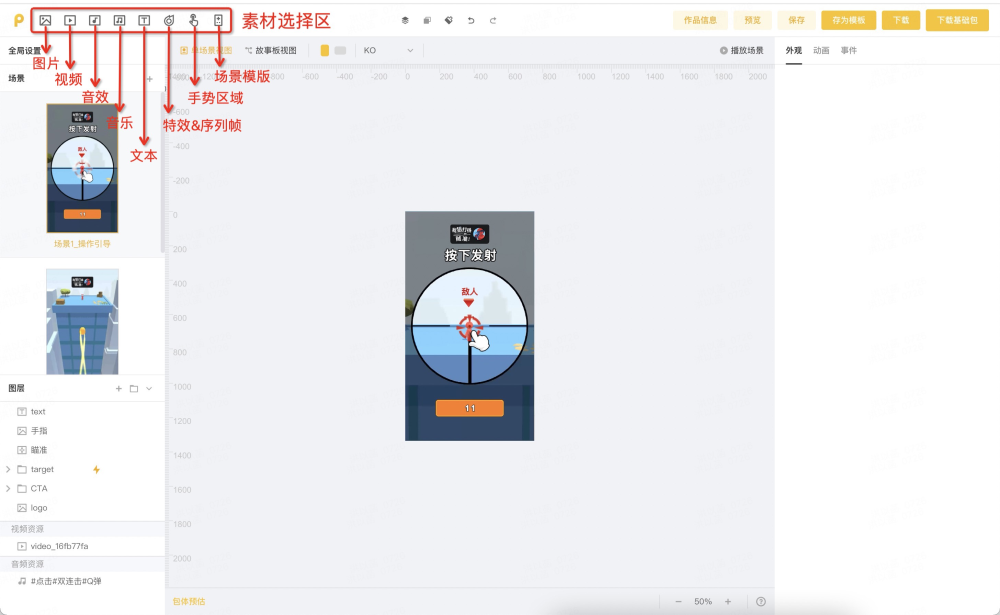 素材选择区
作品信息
预览
保存
存为模板
下载
下载基础包
全局设置
单场景视图
故事板视图
KO
播放场景
外观
动画
事件
图片
视频
音效
音乐
文本
特效&序列帧
手势区域
场景模版
场景
-800
-600
-400
-200
0
200
400
600
800
1000
1200
1400
1600
1800
2000
-600
-400
-200
0
200
400
600
800
1000
1200
1400
1600
1800
2000
按下发射
敌人
场景1_操作引导
按下发射
敌人
1.1
图层
text
手指
瞄准
target
CTA
logo
视频资源
video_16fb77fa
音频资源
#点击#双连击#Q弹
包体预估
50%